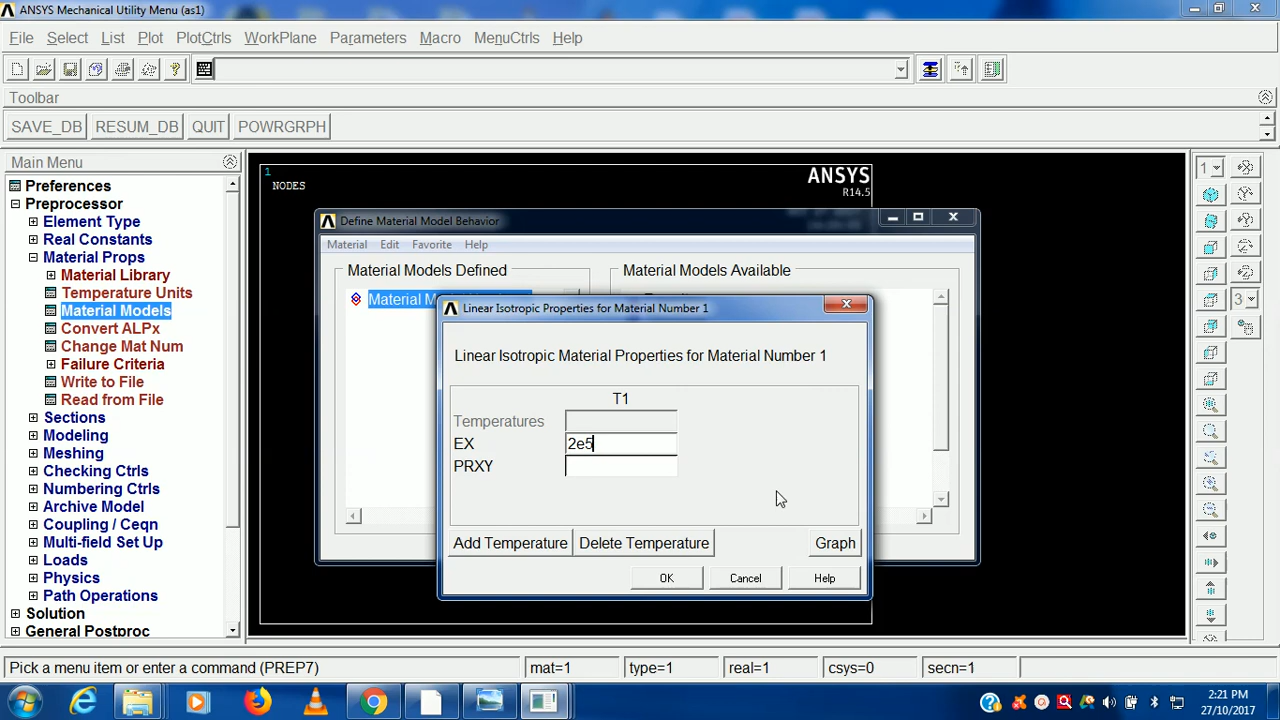 ANSYS Mechanical Utility Menu (as1)
File Select List Plot PlotCtrls WorkPlane Parameters Macro MenuCtrls Help
Toolbar
SAVE_DB RESUM_DB QUIT POWRGRPH
Main Menu
Preferences
Preprocessor
Element Type
Real Constants
Material Props
Material Library
Temperature Units
Material Models
Convert ALPx
Change Mat Num
Failure Criteria
Write to File
Read from File
Sections
Modeling
Meshing
Checking Ctrls
Numbering Ctrls
Archive Model
Coupling / Ceqn
Multi-field Set Up
Loads
Physics
Path Operations
Solution
General Postproc
1
NODES
ANSYS
R14.5
Define Material Model Behavior
Material Edit Favorite Help
Material Models Defined
Material Models Available
Linear Isotropic Properties for Material Number 1
Linear Isotropic Material Properties for Material Number 1
T1
Temperatures
EX 2e5
PRXY
Add Temperature Delete Temperature Graph
OK Cancel Help
1
3
Pick a menu item or enter a command (PREP7) mat=1 type=1 real=1 csys=0 secn=1
2:21 PM
27/10/2017